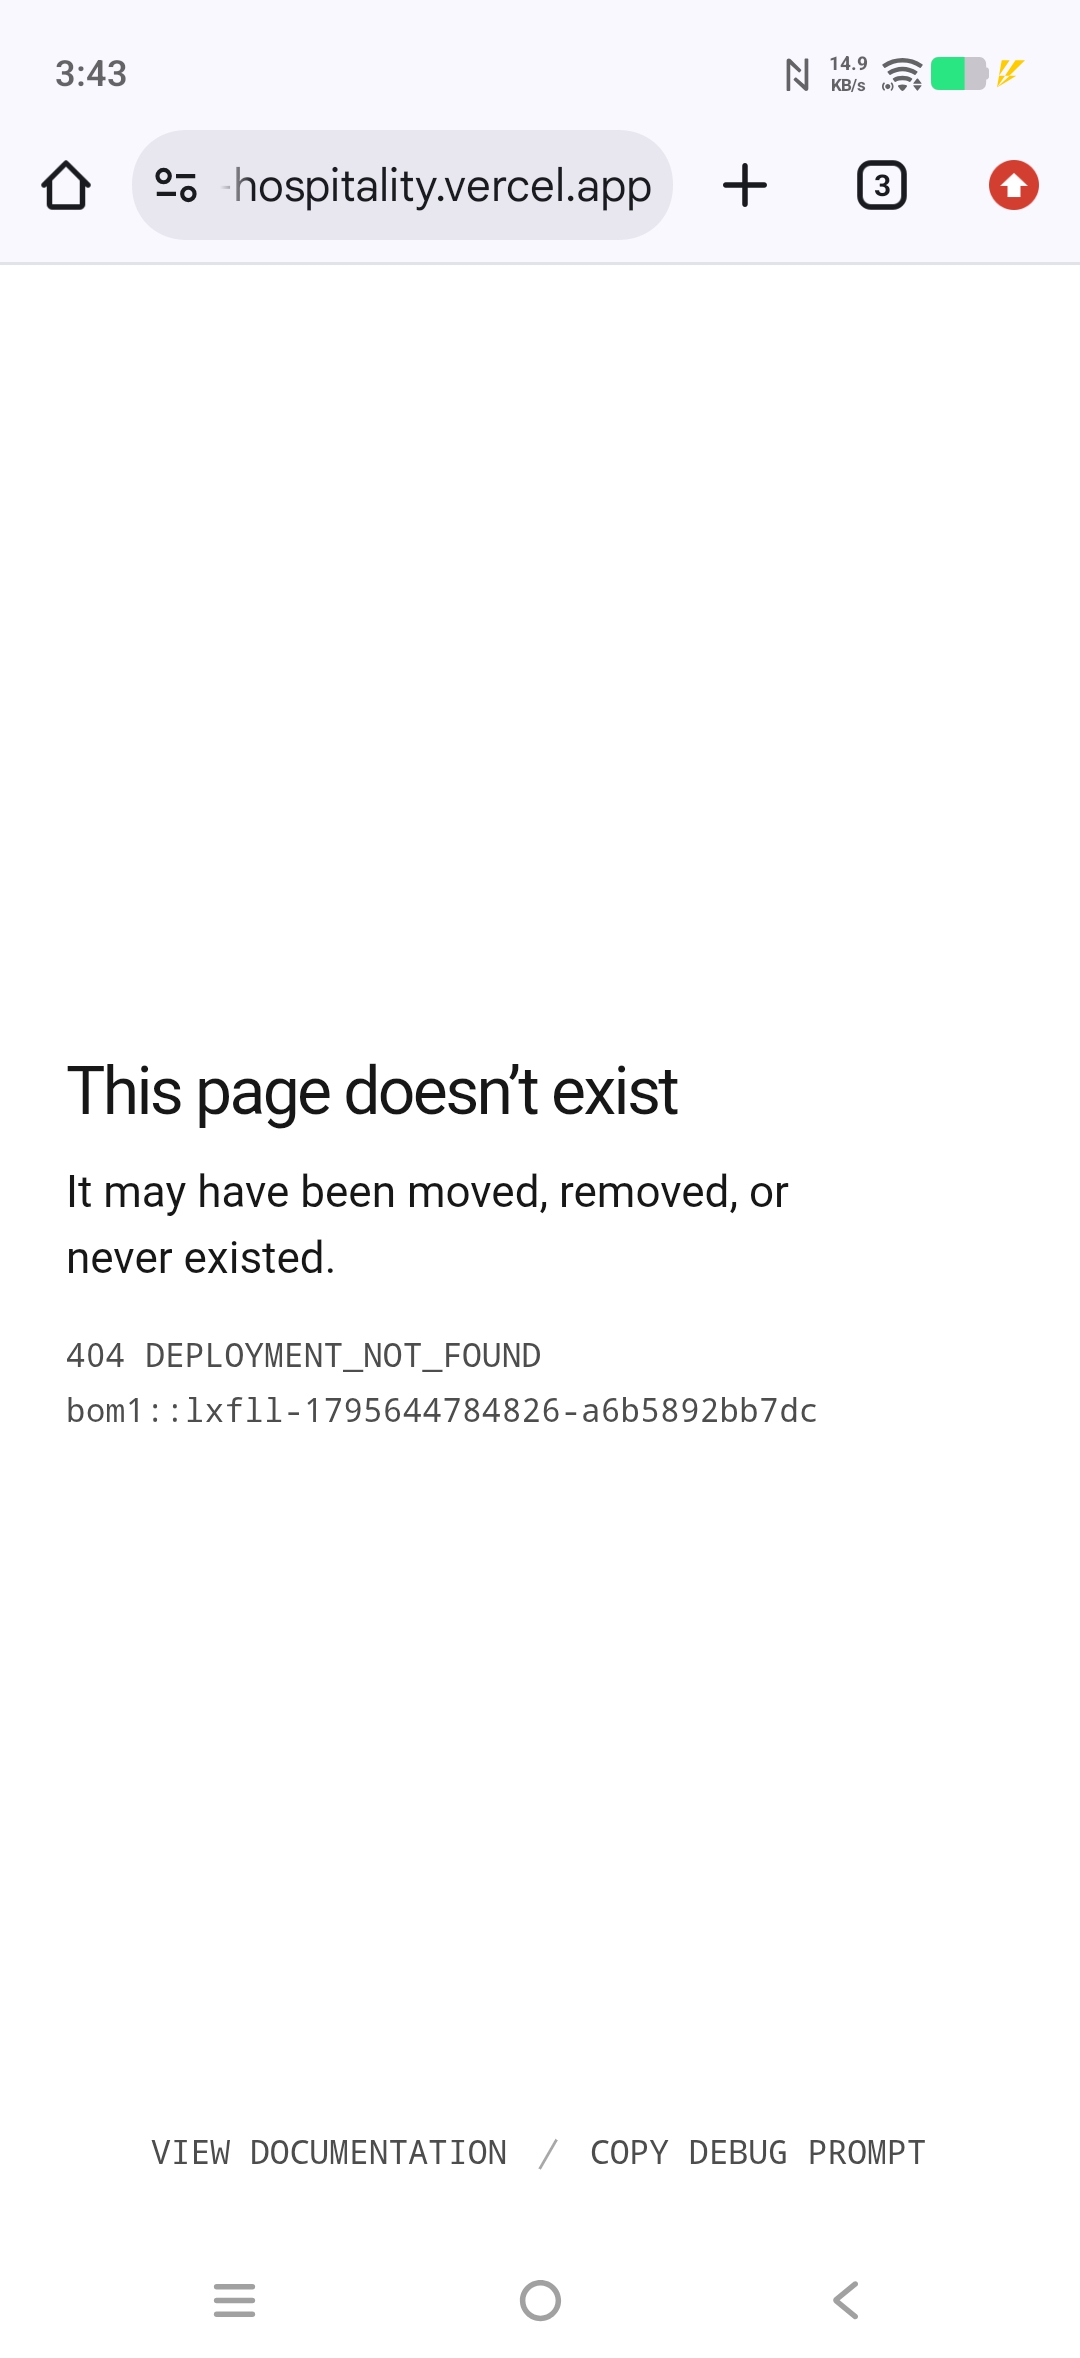 3:43
14.9
KB/s
-hospitality.vercel.app
3
This page doesn’t exist
It may have been moved, removed, or
never existed.
404 DEPLOYMENT_NOT_FOUND
bom1::lxfll-1795644784826-a6b5892bb7dc
VIEW DOCUMENTATION / COPY DEBUG PROMPT